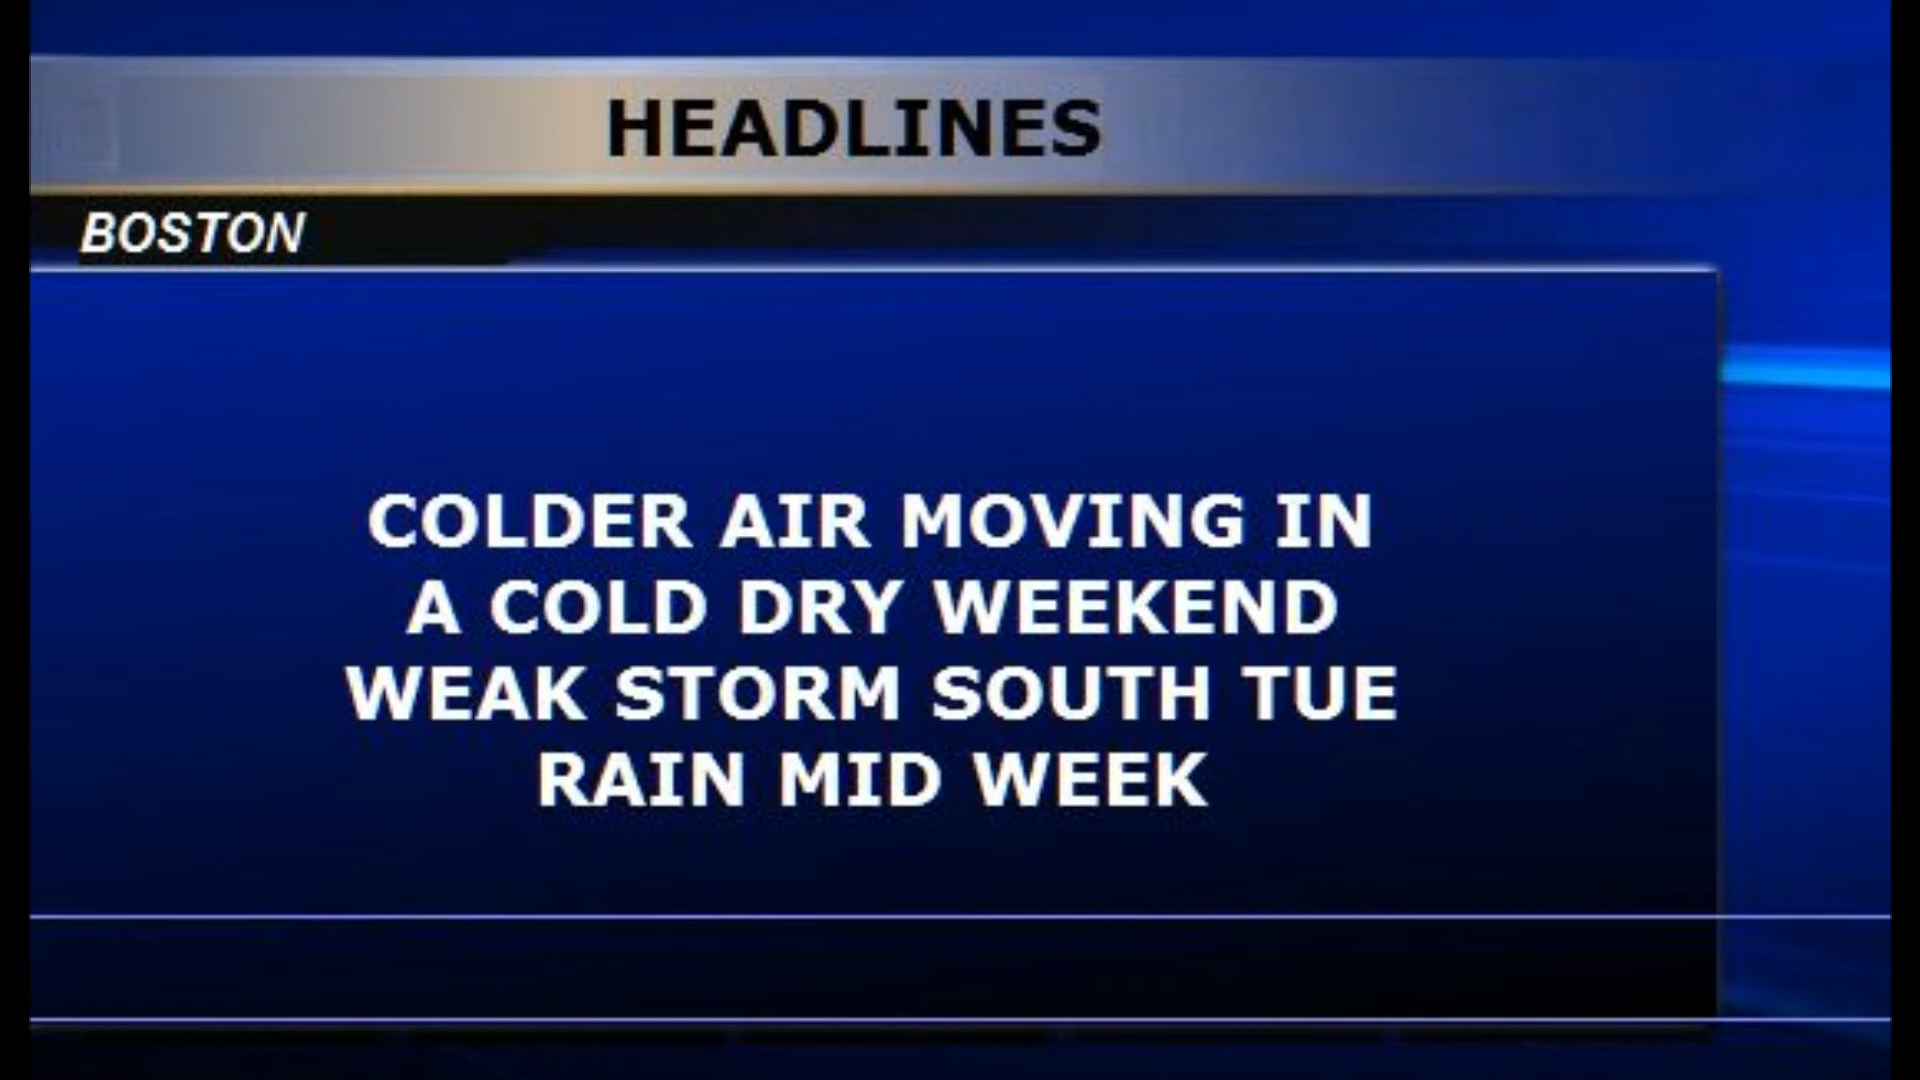 HEADLINES
BOSTON
COLDER AIR MOVING IN
A COLD DRY WEEKEND
WEAK STORM SOUTH TUE
RAIN MID WEEK